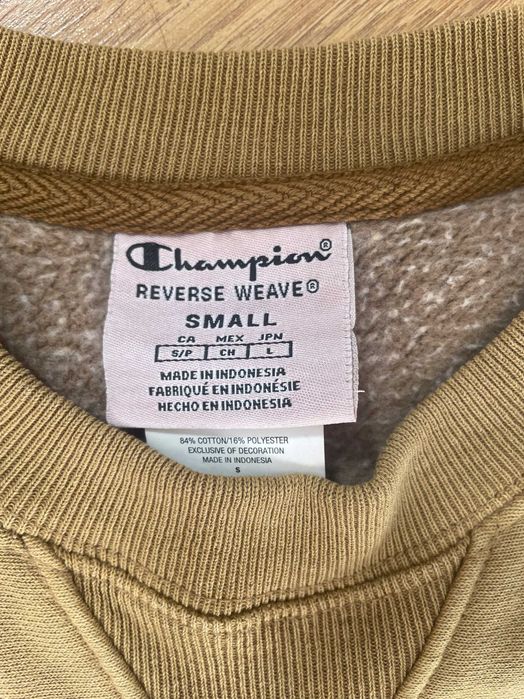 Champion®
REVERSE WEAVE®
SMALL
CA MEX JPN
S/P CH L
MADE IN INDONESIA
FABRIQUÉ EN INDONÉSIE
HECHO EN INDONESIA
84% COTTON/16% POLYESTER
EXCLUSIVE OF DECORATION
MADE IN INDONESIA
S